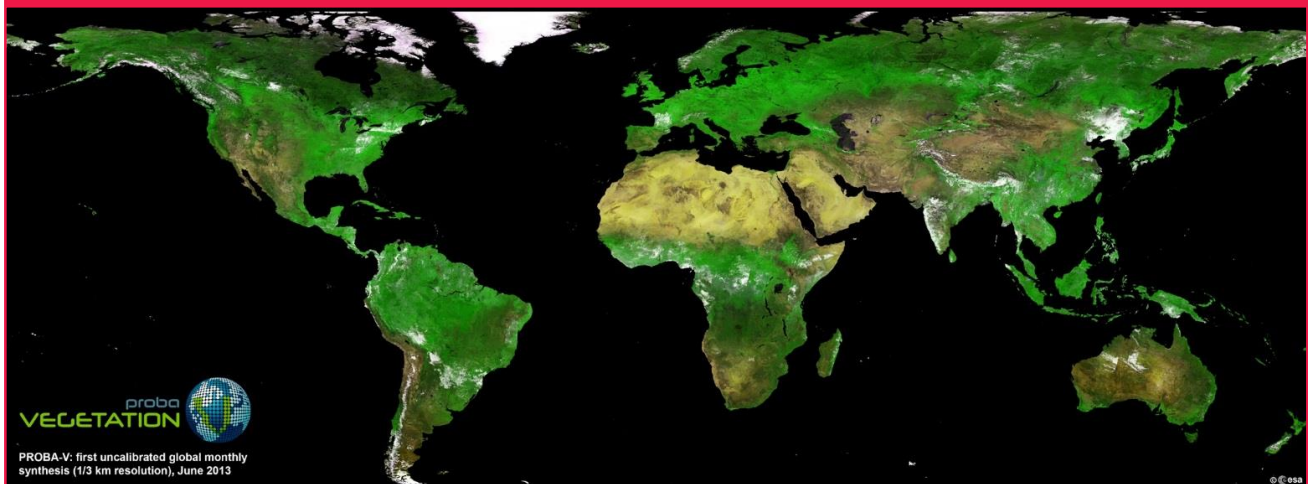 proba
VEGETATION
PROBA-V: first uncalibrated global monthly
synthesis (1/3 km resolution), June 2013
© esa